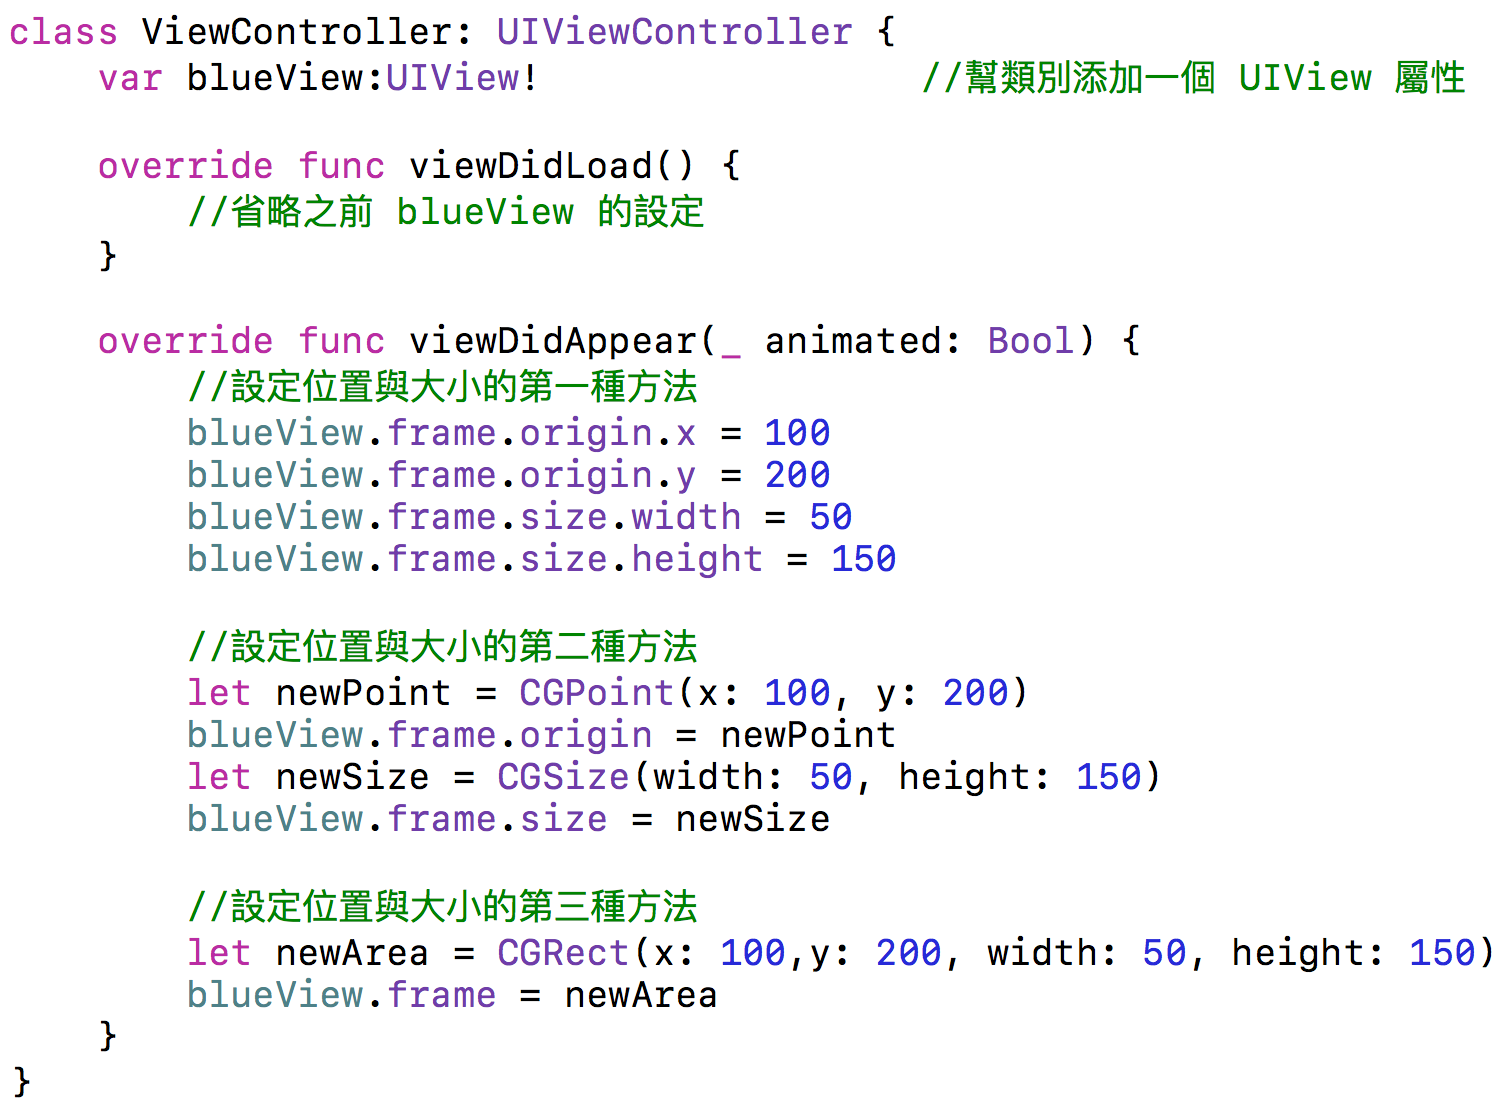 class ViewController: UIViewController {
    var blueView:UIView!                 //幫類別添加一個 UIView 屬性

    override func viewDidLoad() {
        //省略之前 blueView 的設定
    }

    override func viewDidAppear(_ animated: Bool) {
        //設定位置與大小的第一種方法
        blueView.frame.origin.x = 100
        blueView.frame.origin.y = 200
        blueView.frame.size.width = 50
        blueView.frame.size.height = 150

        //設定位置與大小的第二種方法
        let newPoint = CGPoint(x: 100, y: 200)
        blueView.frame.origin = newPoint
        let newSize = CGSize(width: 50, height: 150)
        blueView.frame.size = newSize

        //設定位置與大小的第三種方法
        let newArea = CGRect(x: 100,y: 200, width: 50, height: 150)
        blueView.frame = newArea
    }
}